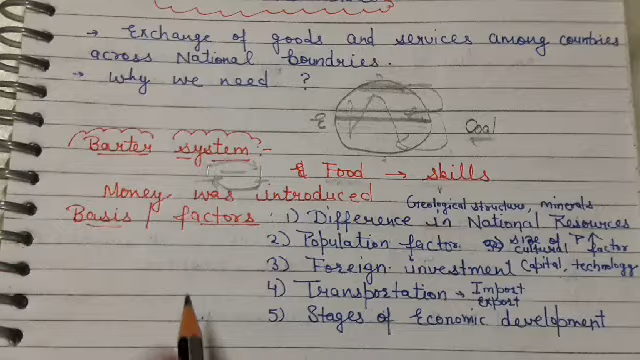 → Exchange of goods and services among countries
across National boundries.
→ Why we need ?
Coal
Barter system :-
Food → skills
Money was introduced
Geological structure, minerals
Basis / factors : 1) Difference in National Resources
2) Population factor size of P ↑
cultural factor
3) Foreign investment Capital, technology
4) Transportation → Import
export
5) Stages of Economic development